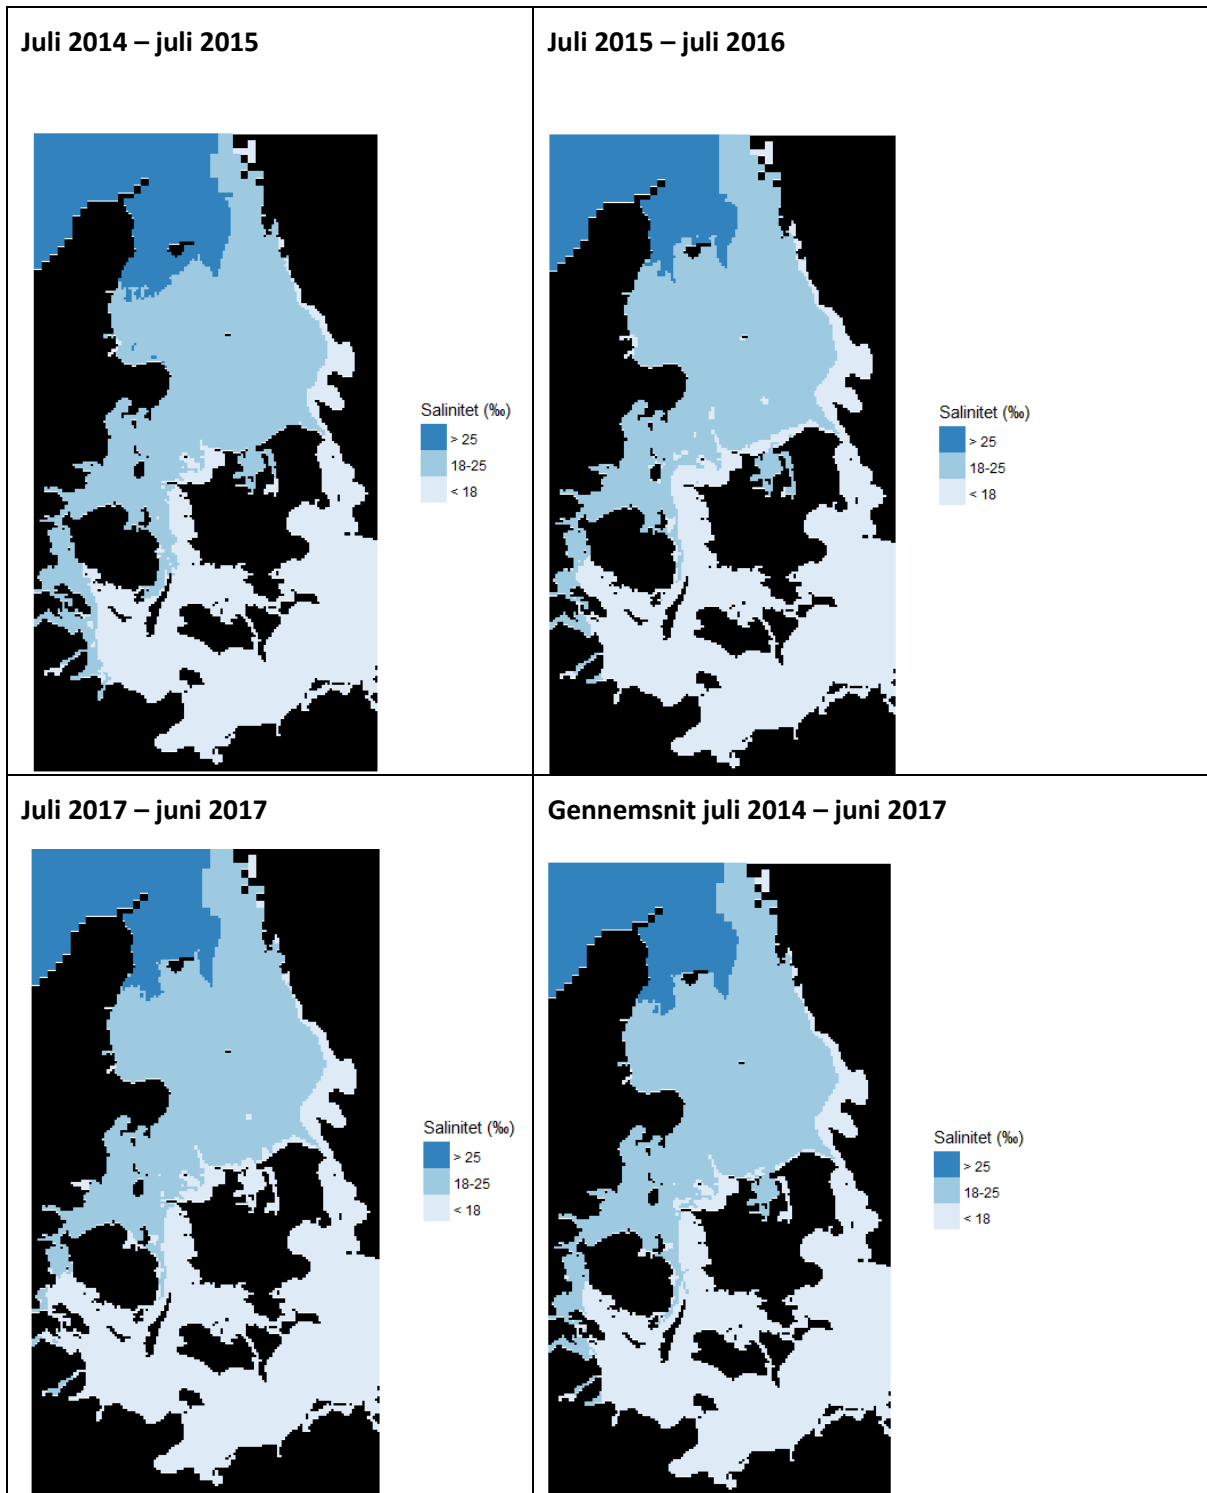 Juli 2014 – juli 2015
Salinitet (‰)
> 25
18-25
< 18
Juli 2015 – juli 2016
Salinitet (‰)
> 25
18-25
< 18
Juli 2017 – juni 2017
Salinitet (‰)
> 25
18-25
< 18
Gennemsnit juli 2014 – juni 2017
Salinitet (‰)
> 25
18-25
< 18